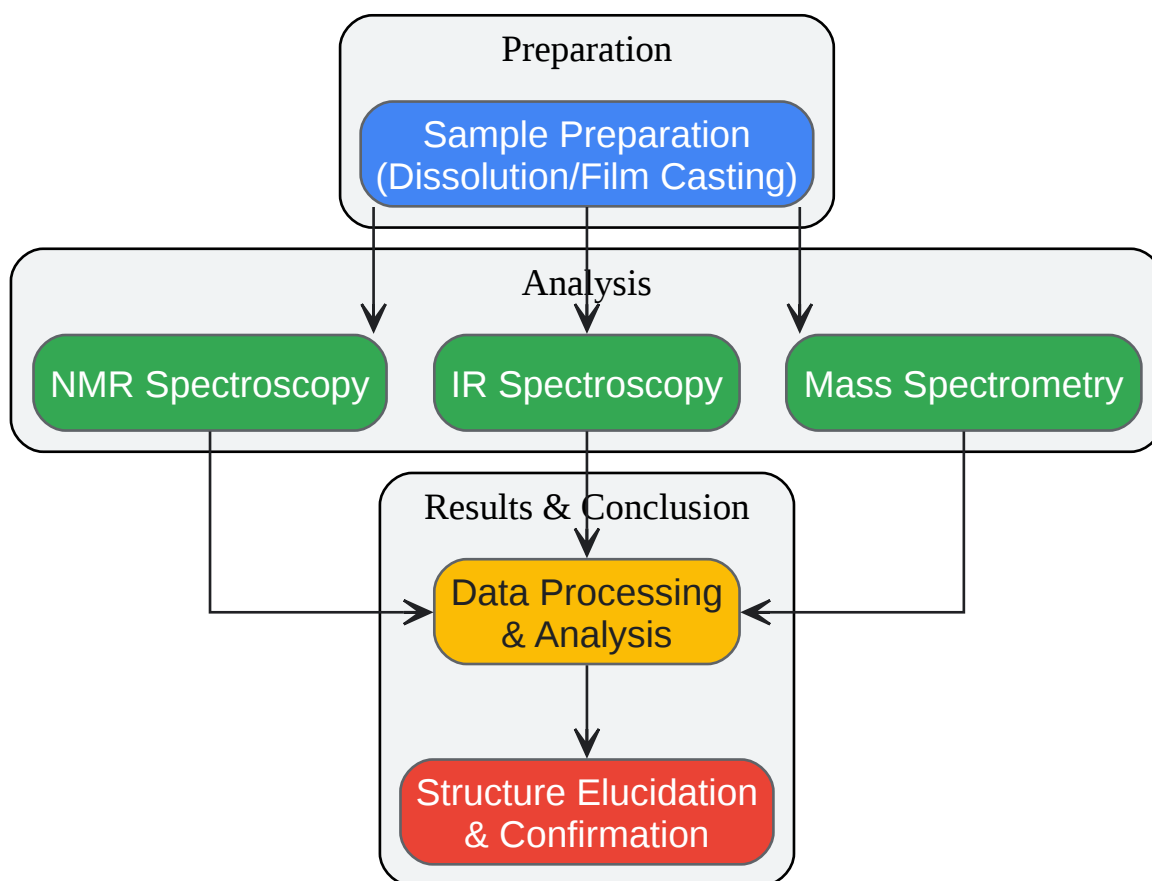 Preparation
Sample Preparation
(Dissolution/Film Casting)
Analysis
NMR Spectroscopy
IR Spectroscopy
Mass Spectrometry
Results & Conclusion
Data Processing
& Analysis
Structure Elucidation
& Confirmation